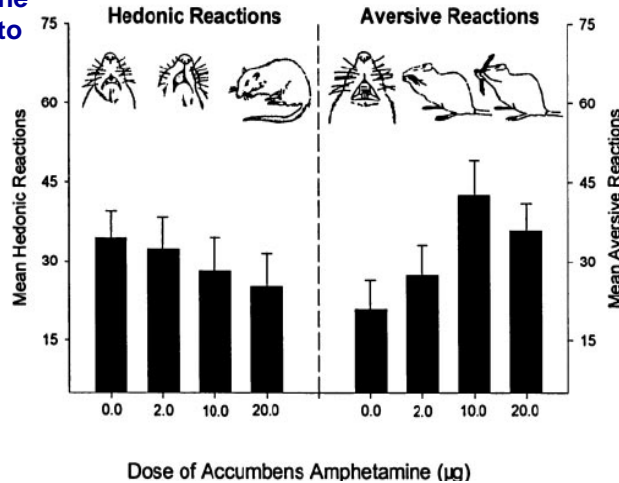 ne
to
Hedonic Reactions
Aversive Reactions
75
60
45
30
15
Mean Hedonic Reactions
75
60
45
30
15
Mean Aversive Reactions
0.0 2.0 10.0 20.0
0.0 2.0 10.0 20.0
Dose of Accumbens Amphetamine (µg)